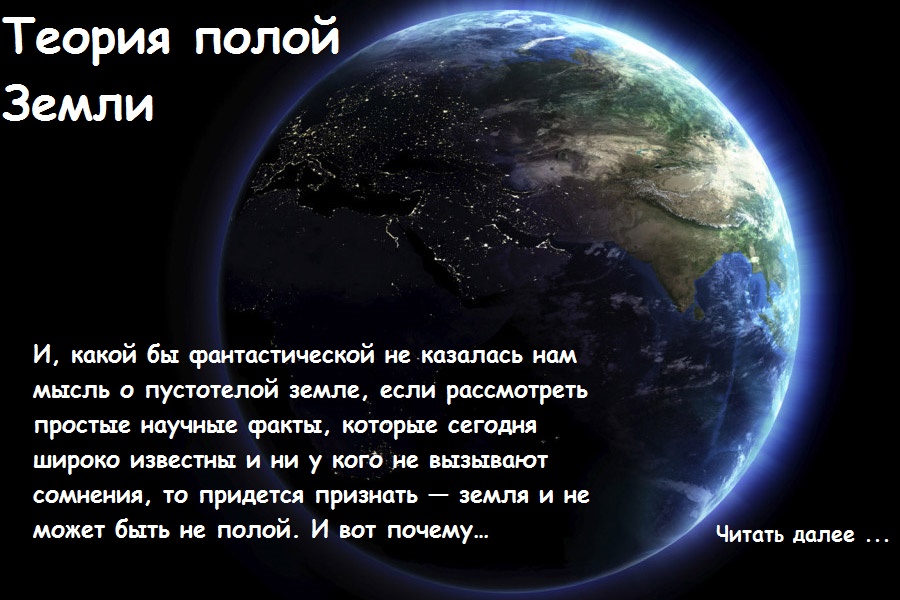 Теория полой
Земли
И, какой бы фантастической не казалась нам
мысль о пустотелой земле, если рассмотреть
простые научные факты, которые сегодня
широко известны и ни у кого не вызывают
сомнения, то придется признать — земля и не
может быть не полой. И вот почему…
Читать далее ...